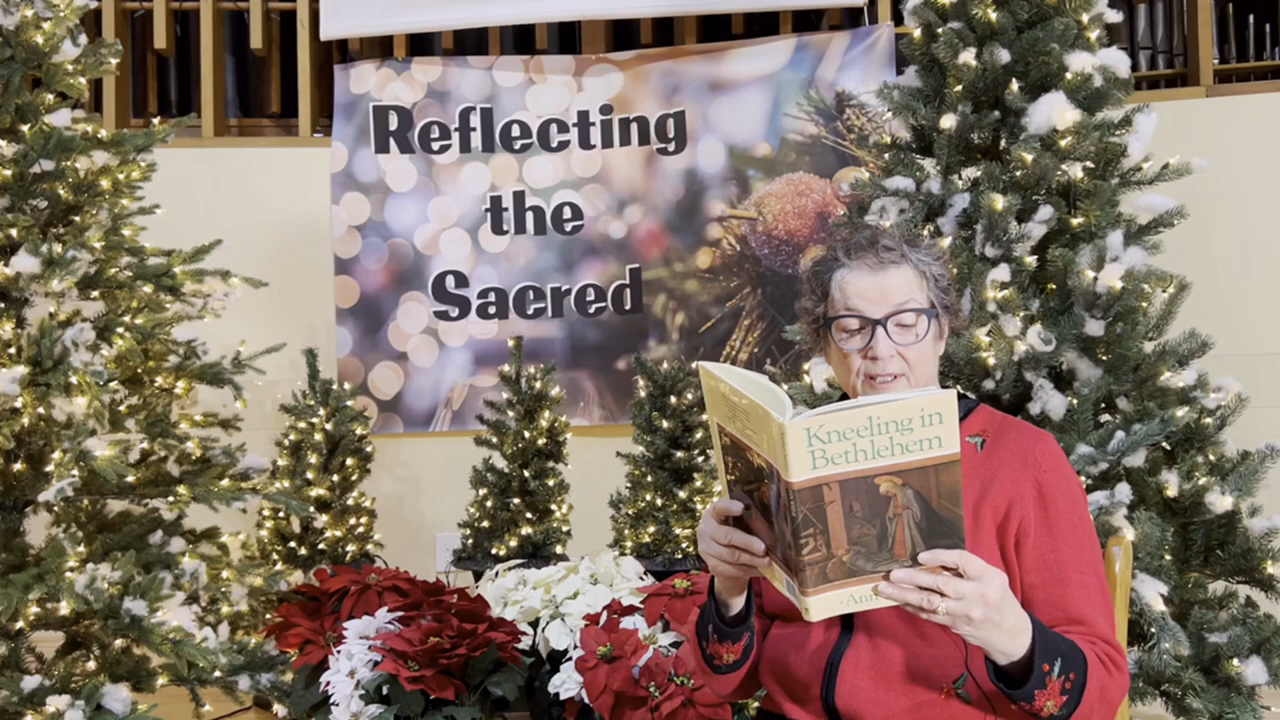 Reflecting
the
Sacred
Kneeling in
Bethlehem